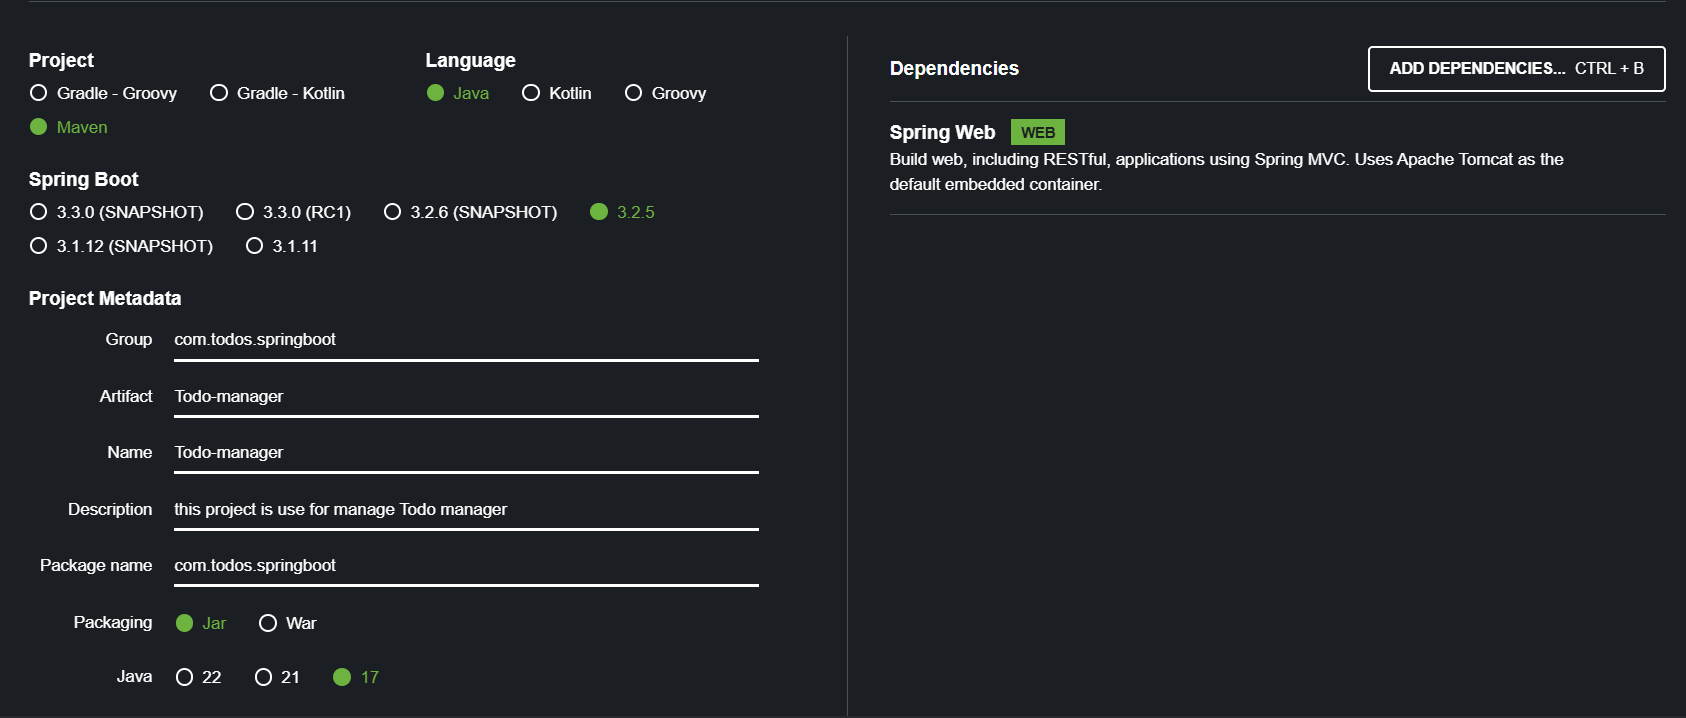 Project
Gradle - Groovy Gradle - Kotlin
Maven
Language
Java Kotlin Groovy
Spring Boot
3.3.0 (SNAPSHOT) 3.3.0 (RC1) 3.2.6 (SNAPSHOT) 3.2.5
3.1.12 (SNAPSHOT) 3.1.11
Project Metadata
Group com.todos.springboot
Artifact Todo-manager
Name Todo-manager
Description this project is use for manage Todo manager
Package name com.todos.springboot
Packaging Jar War
Java 22 21 17
Dependencies
ADD DEPENDENCIES... CTRL + B
Spring Web WEB
Build web, including RESTful, applications using Spring MVC. Uses Apache Tomcat as the
default embedded container.